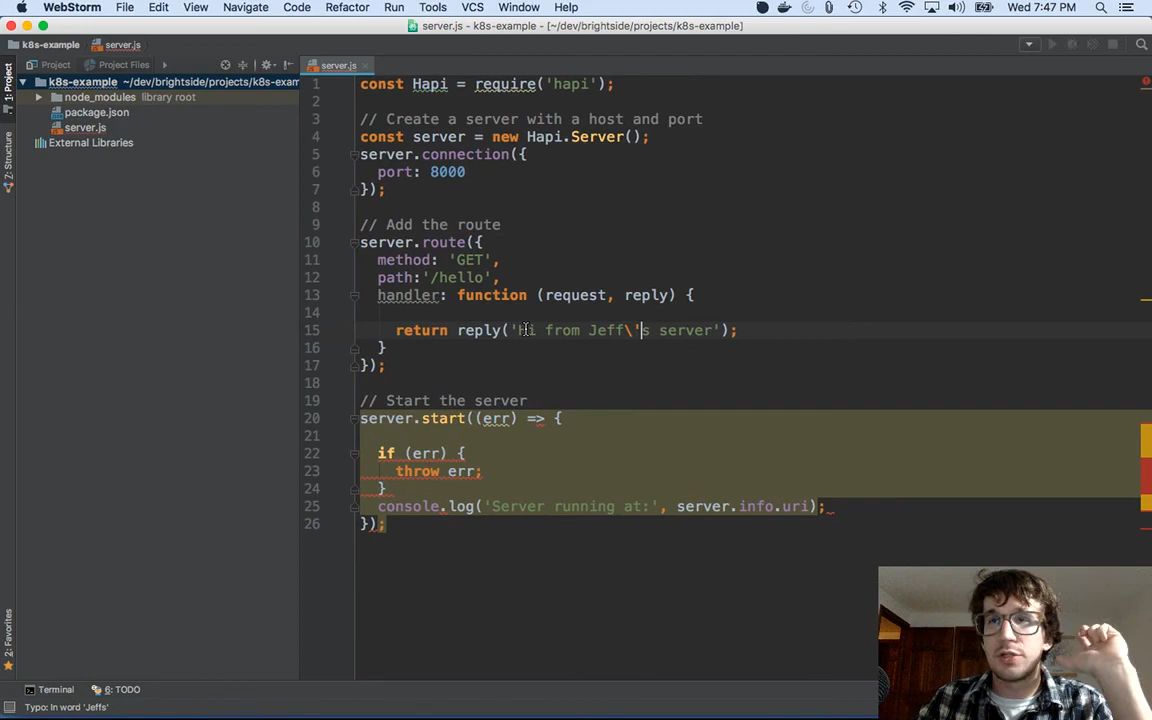 WebStorm File Edit View Navigate Code Refactor Run Tools VCS Window Help Wed 7:47 PM
server.js - k8s-example - [~/dev/brightside/projects/k8s-example]
k8s-example server.js
Project Project Files server.js
1: Project
7: Structure
2: Favorites
k8s-example ~/dev/brightside/projects/k8s-exam
node_modules library root
package.json
server.js
External Libraries
1 const Hapi = require('hapi');
2
3 // Create a server with a host and port
4 const server = new Hapi.Server();
5 server.connection({
6 port: 8000
7 });
8
9 // Add the route
10 server.route({
11 method: 'GET',
12 path:'/hello',
13 handler: function (request, reply) {
14
15 return reply('Hi from Jeff\'s server');
16 }
17 });
18
19 // Start the server
20 server.start((err) => {
21
22 if (err) {
23 throw err;
24 }
25 console.log('Server running at:', server.info.uri);
26 });
Terminal 6: TODO
Typo: In word 'Jeffs'